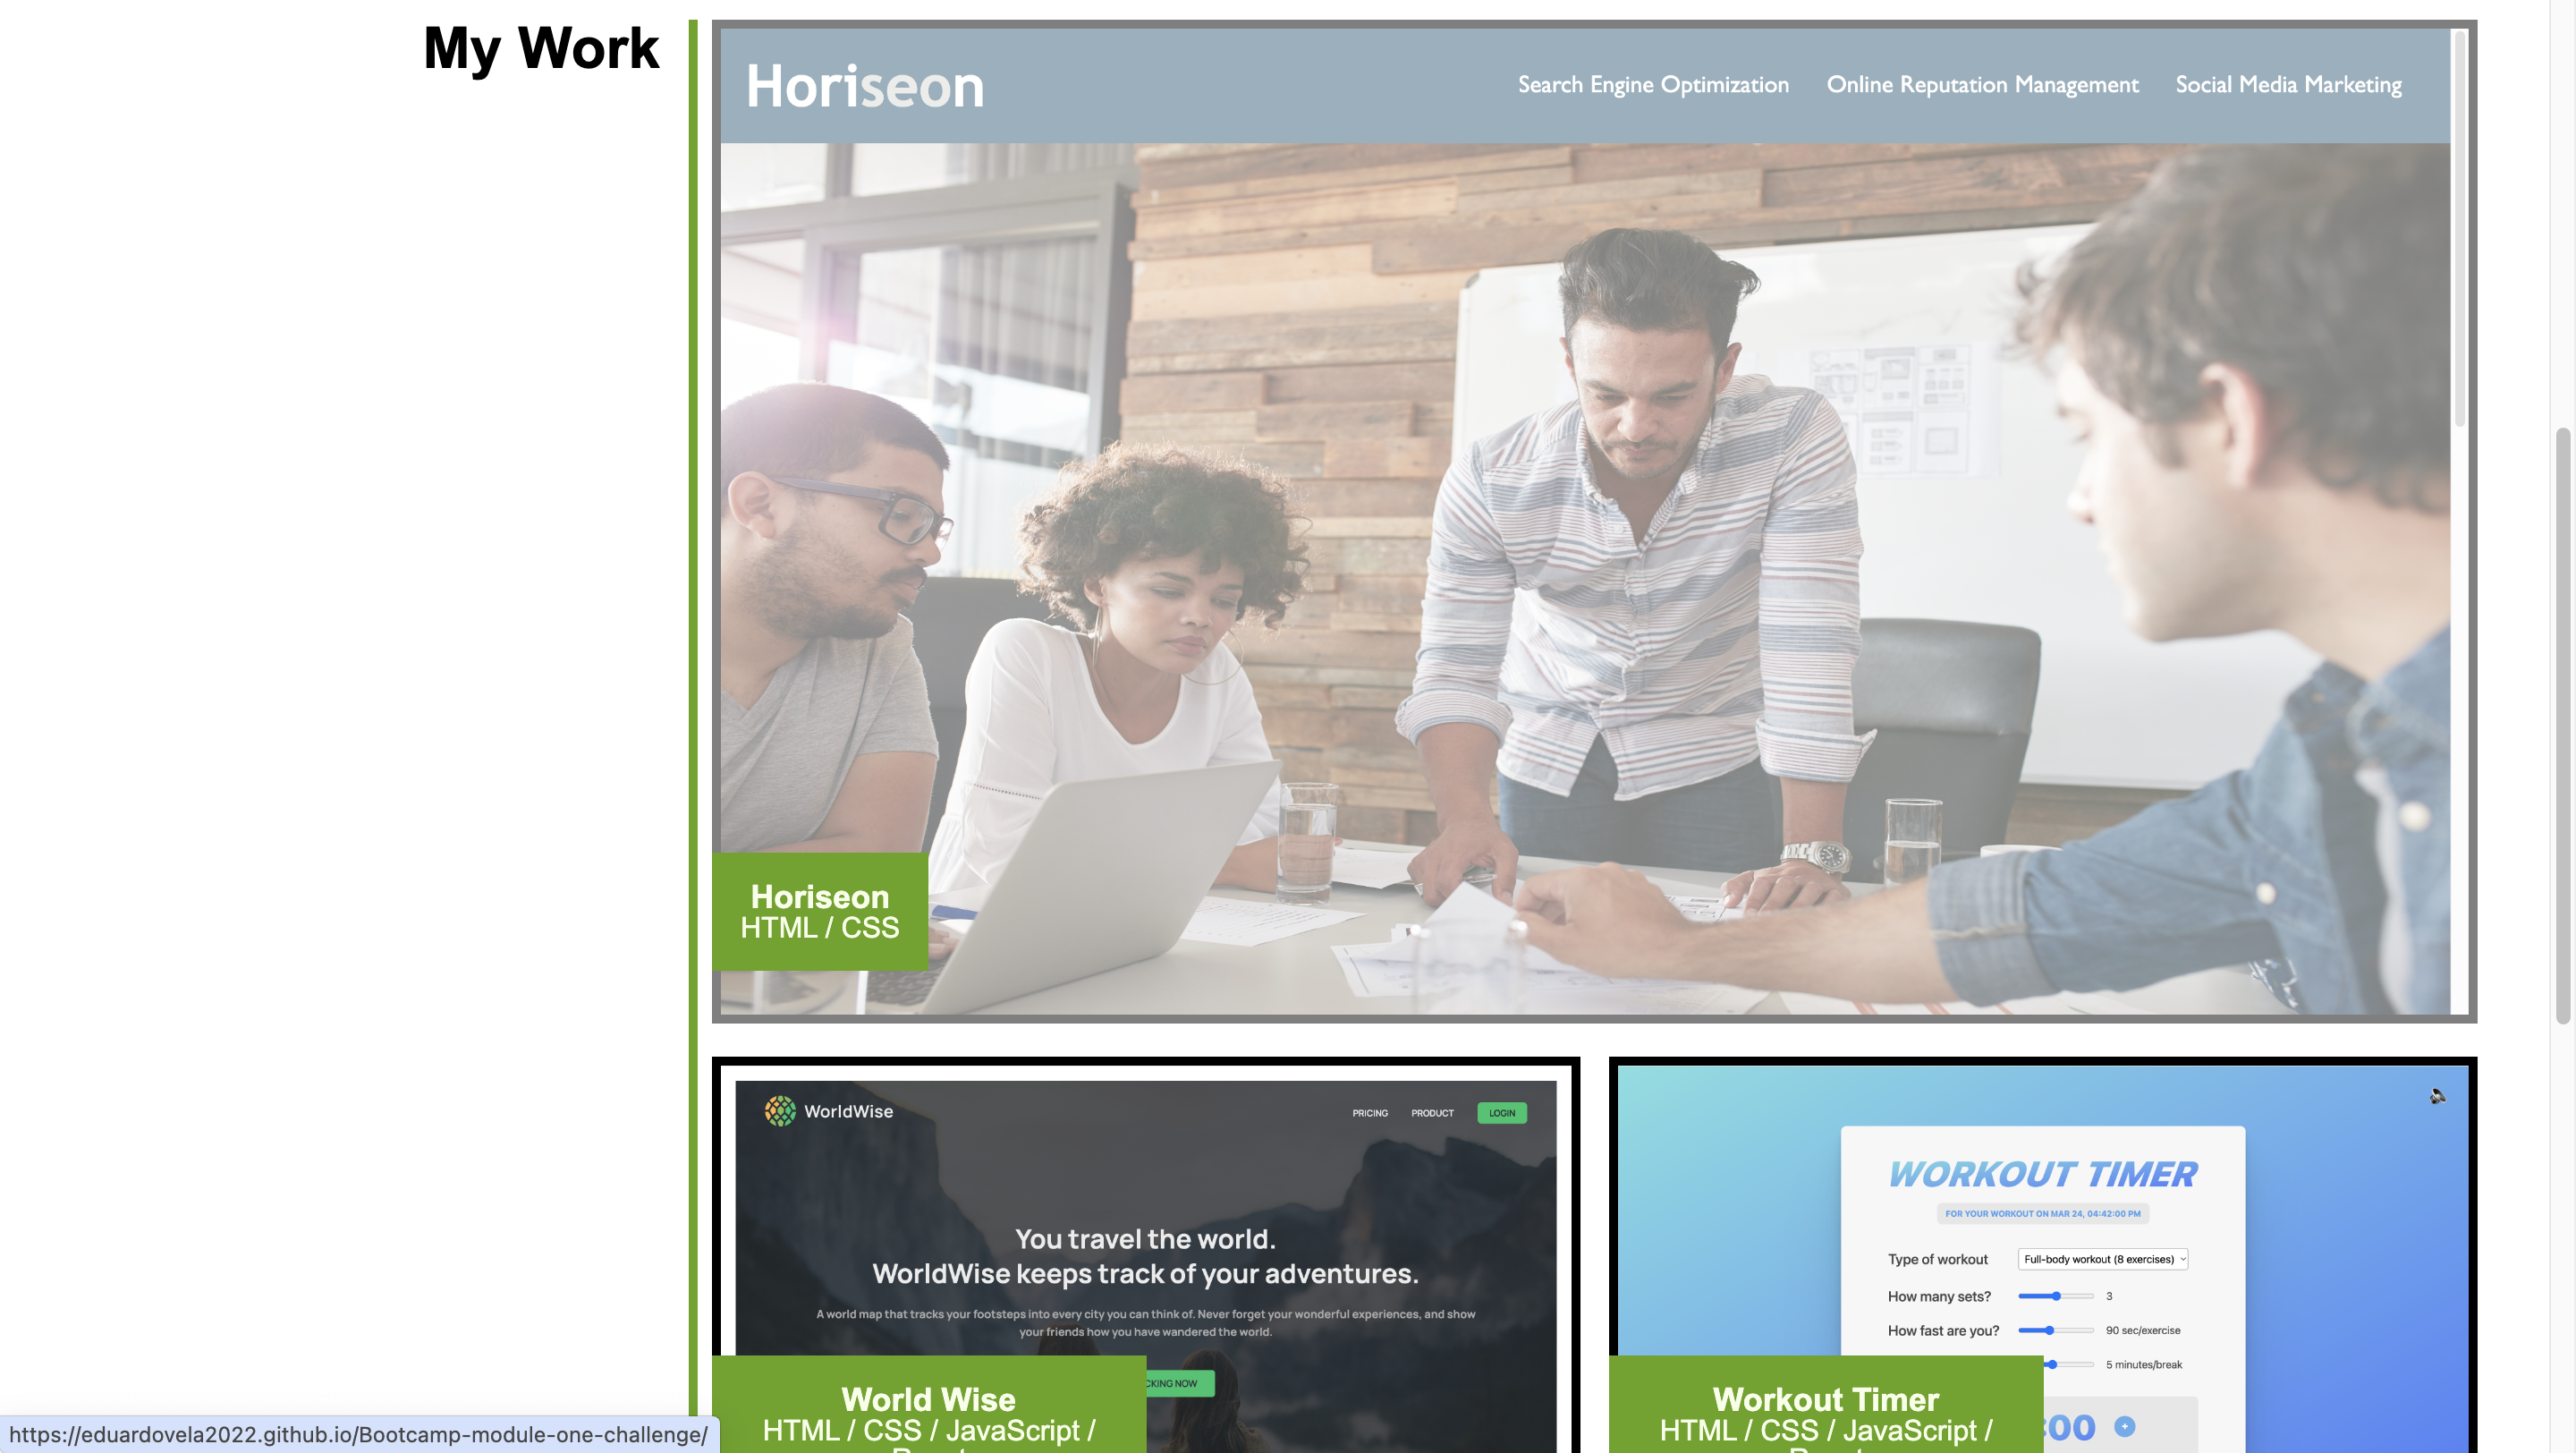 My Work
Horiseon
Search Engine Optimization
Online Reputation Management
Social Media Marketing
Horiseon
HTML / CSS
WorldWise
PRICING
PRODUCT
LOGIN
You travel the world.
WorldWise keeps track of your adventures.
A world map that tracks your footsteps into every city you can think of. Never forget your wonderful experiences, and show
your friends how you have wandered the world.
CKING NOW
World Wise
HTML / CSS / JavaScript /
WORKOUT TIMER
FOR YOUR WORKOUT ON MAR 24, 04:42:00 PM
Type of workout
Full-body workout (8 exercises)
How many sets?
3
How fast are you?
90 sec/exercise
5 minutes/break
:00
+
Workout Timer
HTML / CSS / JavaScript /
https://eduardovela2022.github.io/Bootcamp-module-one-challenge/